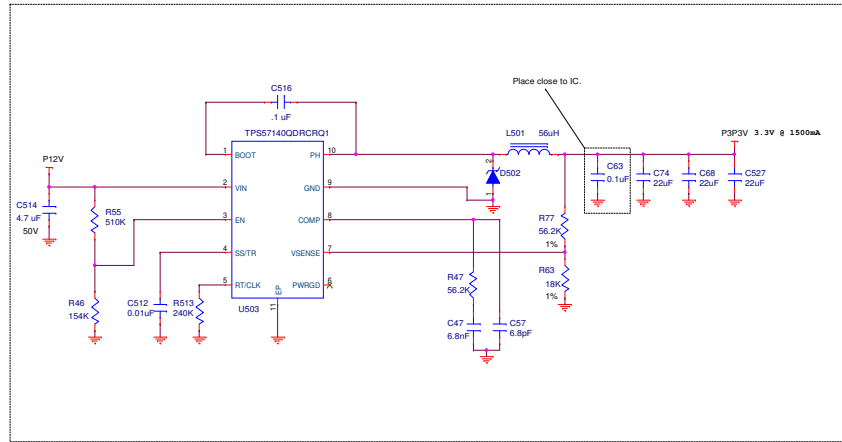 Place close to IC.
C516
.1 uF
TPS57140QDRCRQ1
1 BOOT PH 10
2 VIN GND 9
3 EN COMP 8
4 SS/TR VSENSE 7
5 RT/CLK PWRGD 6
EP
11
U503
P12V
C514
4.7 uF
50V
R55
510K
R46
154K
C512
0.01uF
R513
240K
L501 56uH
2
D502
1
P3P3V 3.3V @ 1500mA
C63
0.1uF
C74
22uF
C68
22uF
C527
22uF
R77
56.2K
1%
R63
18K
1%
R47
56.2K
C47
6.8nF
C57
6.8pF